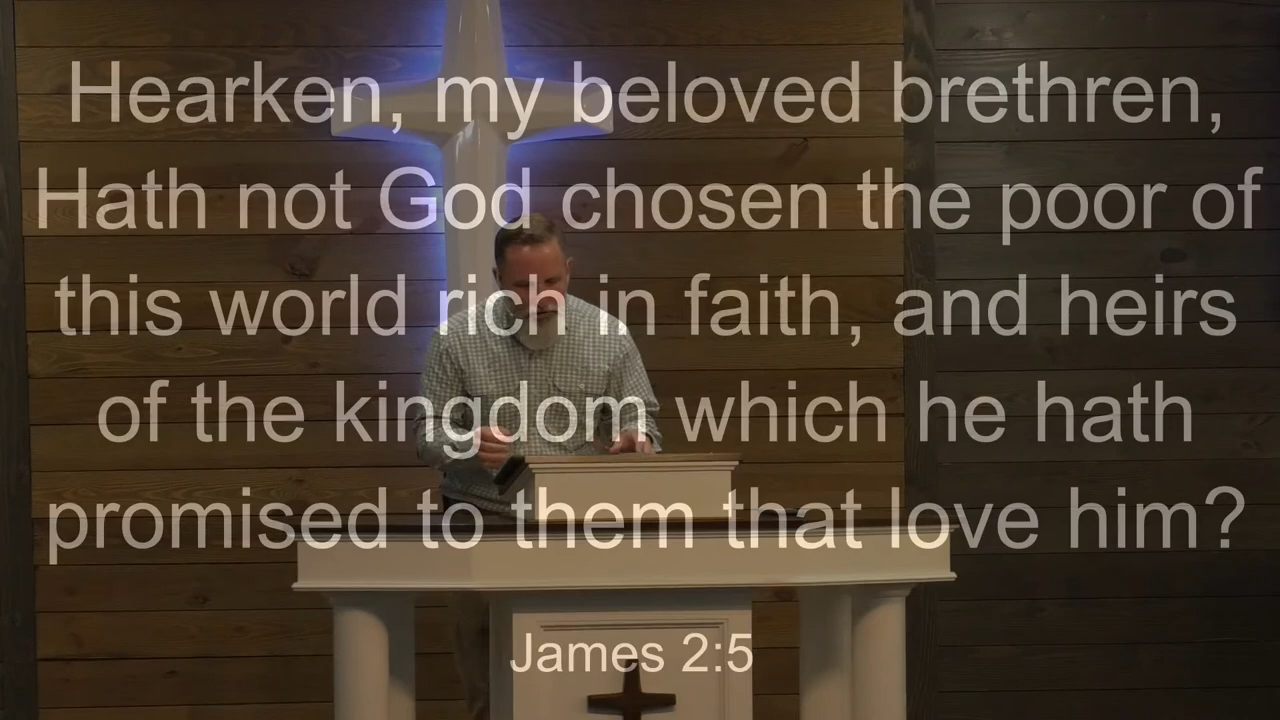 Hearken, my beloved brethren,
Hath not God chosen the poor of
this world rich in faith, and heirs
of the kingdom which he hath
promised to them that love him?
James 2:5